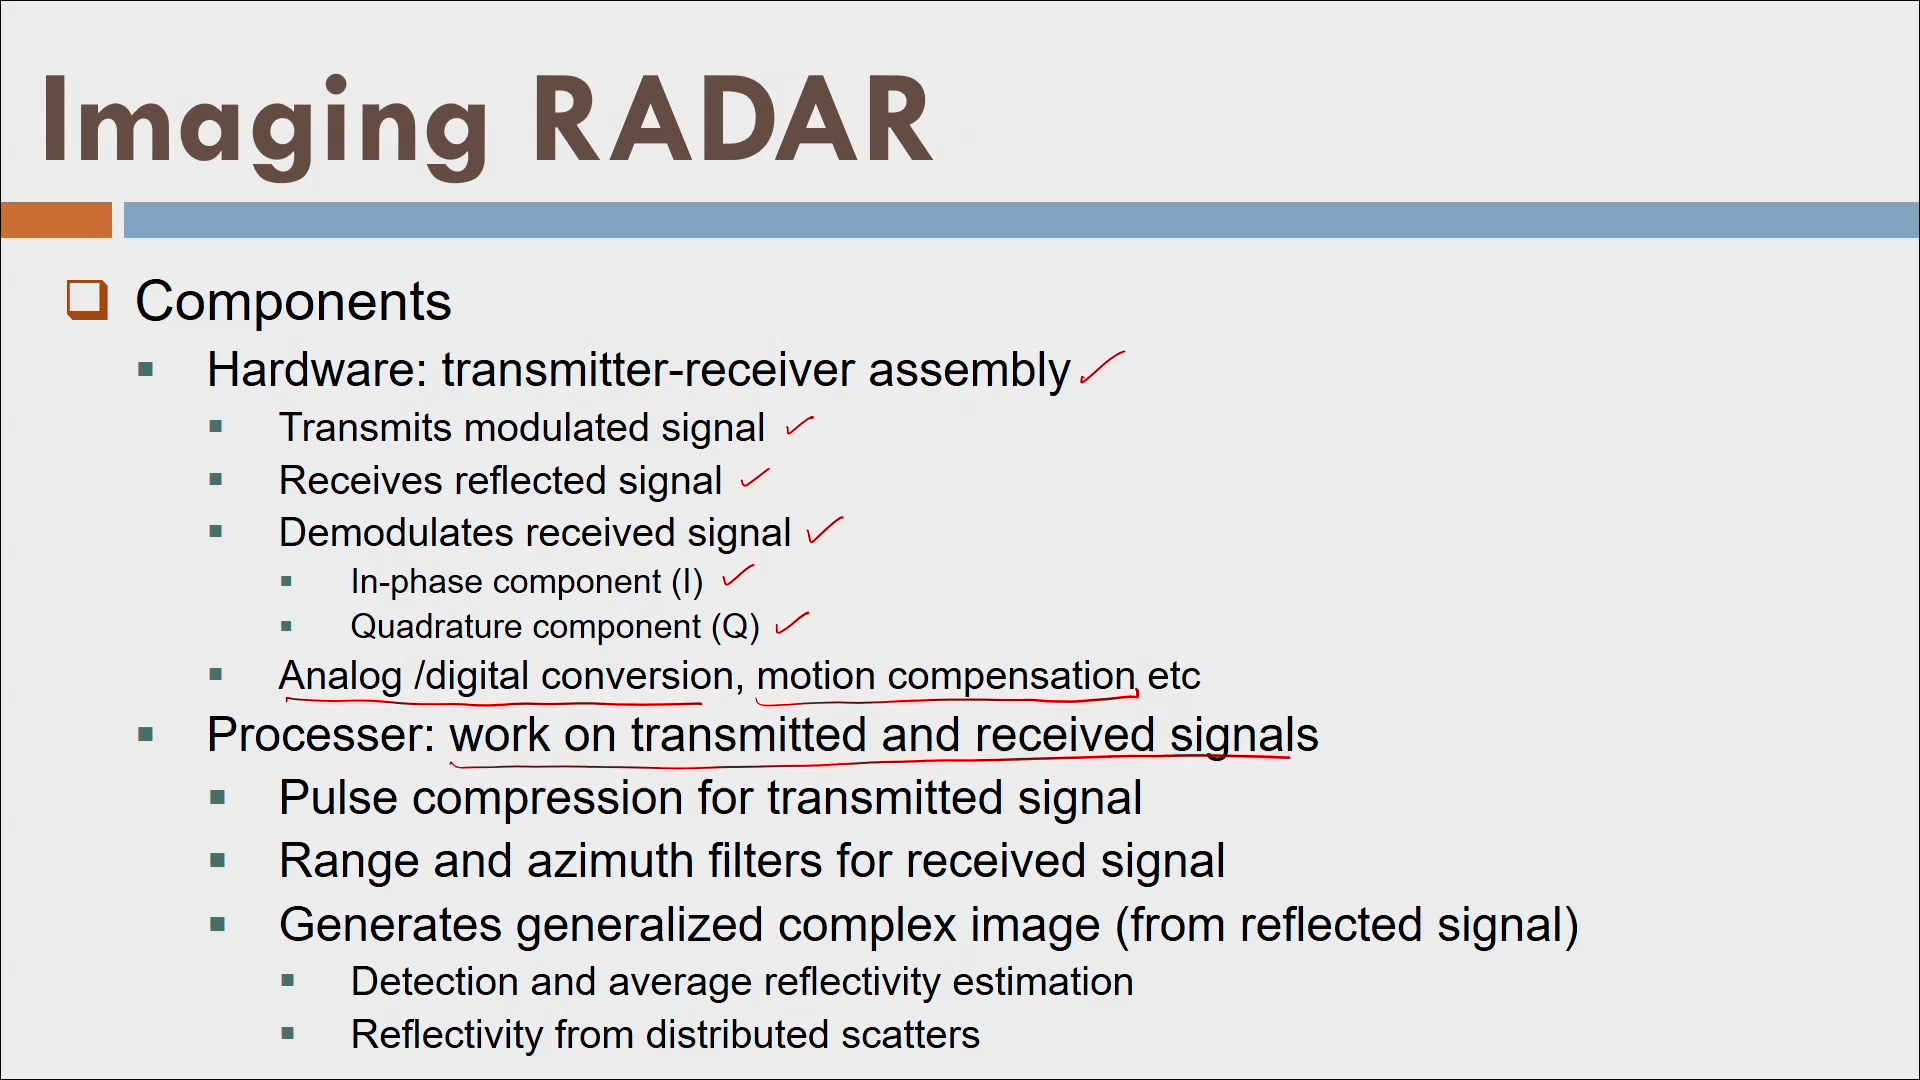 Imaging RADAR
Components
Hardware: transmitter-receiver assembly
Transmits modulated signal
Receives reflected signal
Demodulates received signal
In-phase component (I)
Quadrature component (Q)
Analog /digital conversion, motion compensation, etc
Processer: work on transmitted and received signals
Pulse compression for transmitted signal
Range and azimuth filters for received signal
Generates generalized complex image (from reflected signal)
Detection and average reflectivity estimation
Reflectivity from distributed scatters